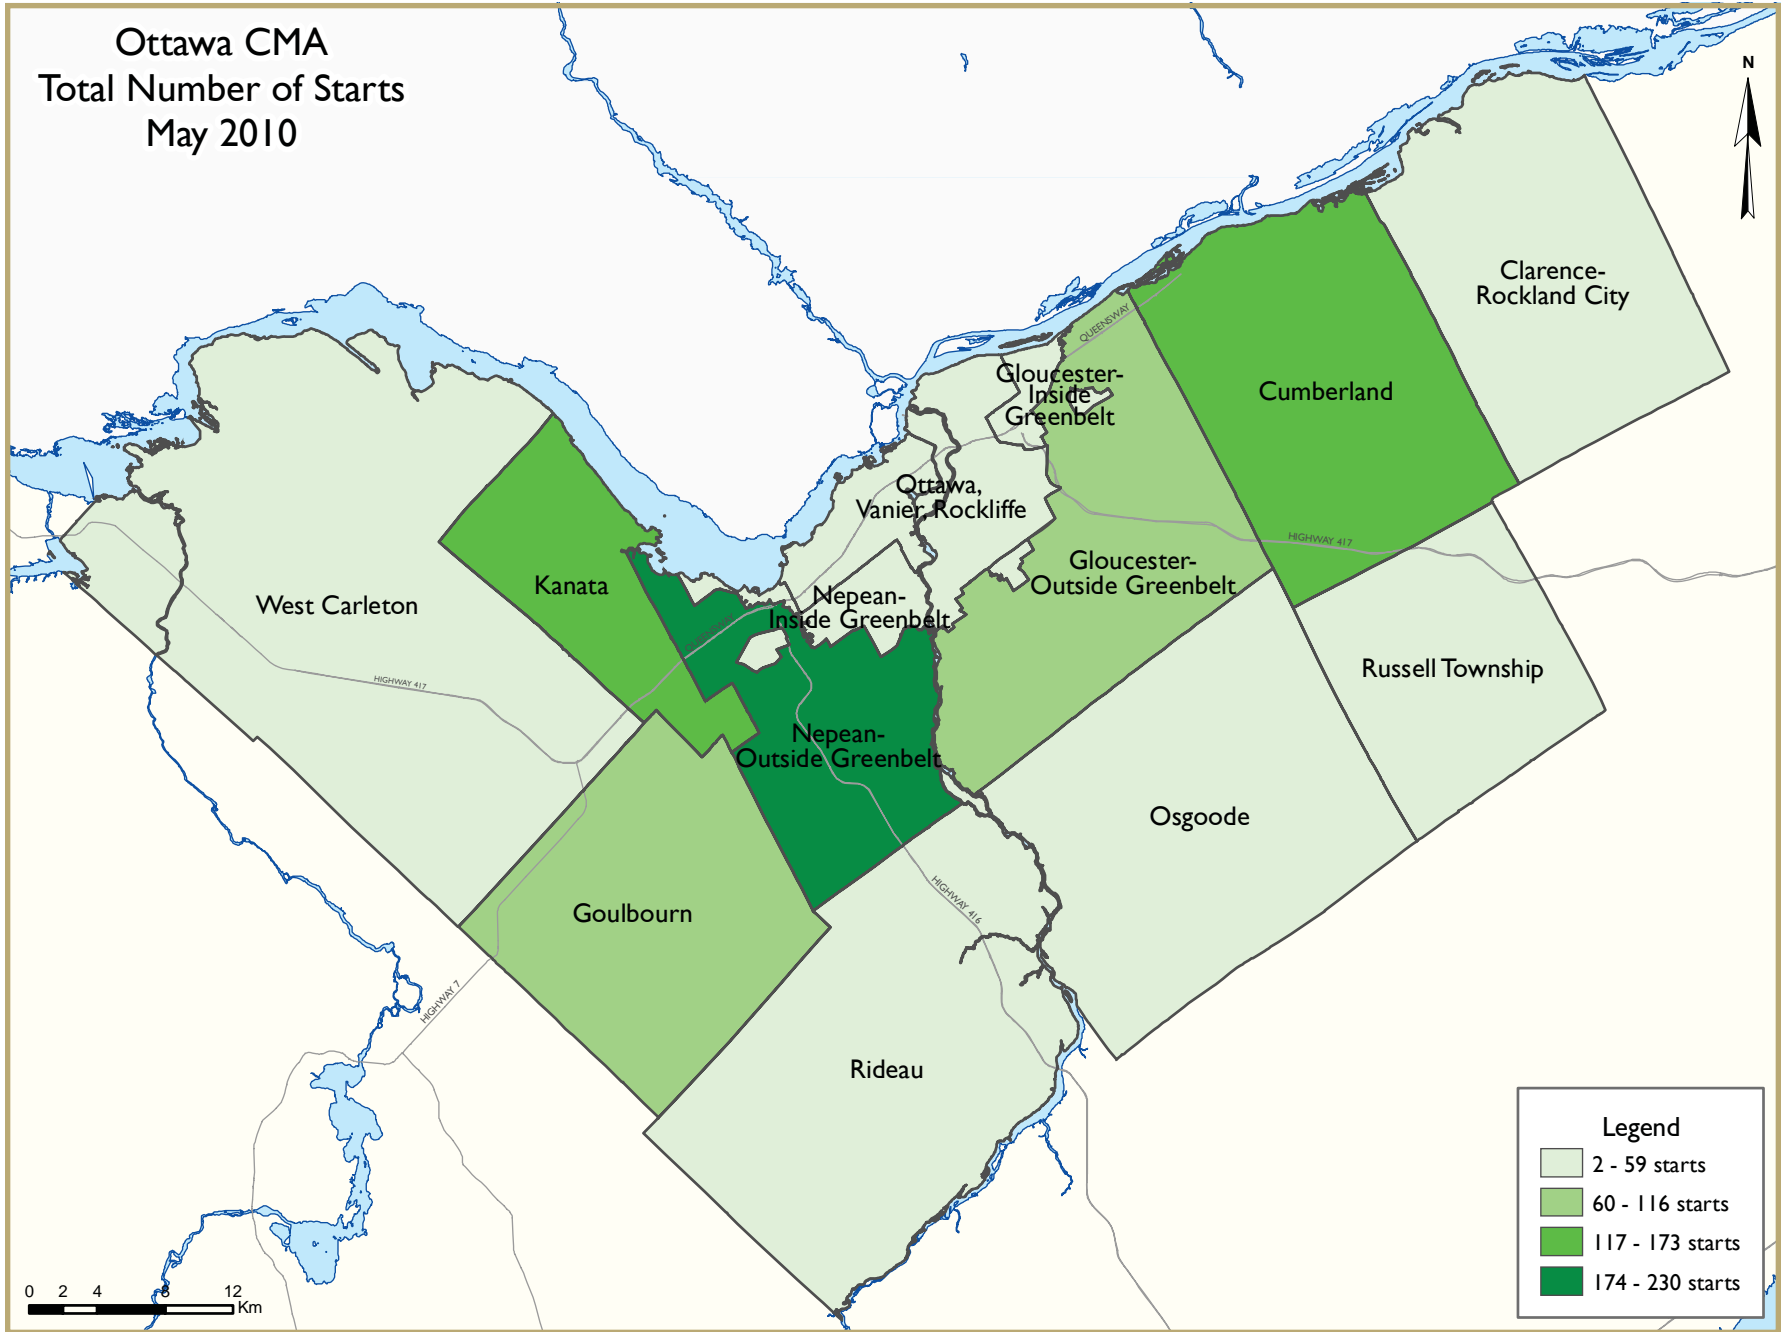 Ottawa CMA
Total Number of Starts
May 2010
N
Clarence-
Rockland City
QUEENSWAY
Gloucester-
Inside
Greenbelt
Cumberland
Ottawa,
Vanier, Rockliffe
HIGHWAY 417
Gloucester-
Outside Greenbelt
Kanata
West Carleton
Nepean-
Inside Greenbelt
QUEENSWAY
Russell Township
HIGHWAY 417
Nepean-
Outside Greenbelt
Osgoode
Goulbourn
HIGHWAY 416
HIGHWAY 7
Rideau
Legend
2 - 59 starts
60 - 116 starts
117 - 173 starts
174 - 230 starts
0 2 4 8 12
Km